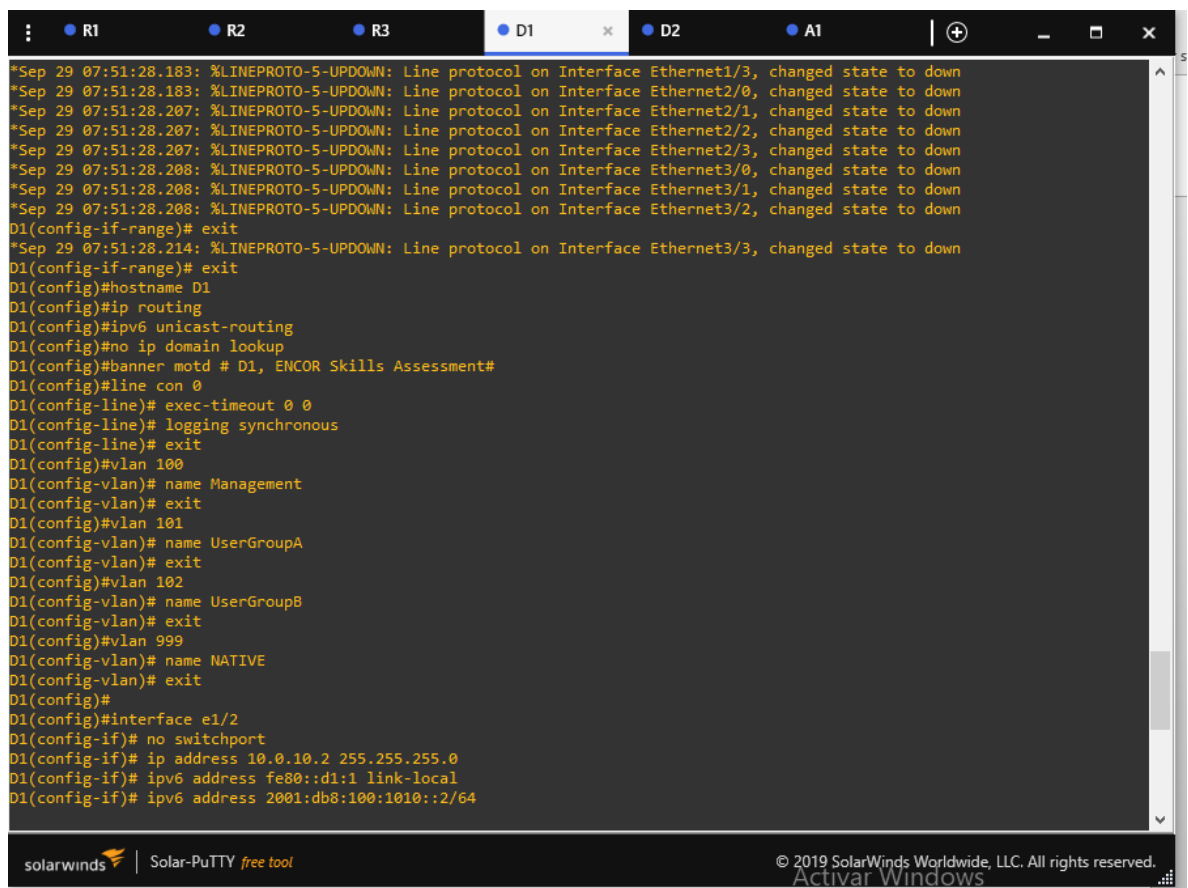 R1 R2 R3 D1 D2 A1
*Sep 29 07:51:28.183: %LINEPROTO-5-UPDOWN: Line protocol on Interface Ethernet1/3, changed state to down
*Sep 29 07:51:28.183: %LINEPROTO-5-UPDOWN: Line protocol on Interface Ethernet2/0, changed state to down
*Sep 29 07:51:28.207: %LINEPROTO-5-UPDOWN: Line protocol on Interface Ethernet2/1, changed state to down
*Sep 29 07:51:28.207: %LINEPROTO-5-UPDOWN: Line protocol on Interface Ethernet2/2, changed state to down
*Sep 29 07:51:28.207: %LINEPROTO-5-UPDOWN: Line protocol on Interface Ethernet2/3, changed state to down
*Sep 29 07:51:28.208: %LINEPROTO-5-UPDOWN: Line protocol on Interface Ethernet3/0, changed state to down
*Sep 29 07:51:28.208: %LINEPROTO-5-UPDOWN: Line protocol on Interface Ethernet3/1, changed state to down
*Sep 29 07:51:28.208: %LINEPROTO-5-UPDOWN: Line protocol on Interface Ethernet3/2, changed state to down
D1(config-if-range)# exit
*Sep 29 07:51:28.214: %LINEPROTO-5-UPDOWN: Line protocol on Interface Ethernet3/3, changed state to down
D1(config-if-range)# exit
D1(config)#hostname D1
D1(config)#ip routing
D1(config)#ipv6 unicast-routing
D1(config)#no ip domain lookup
D1(config)#banner motd # D1, ENCOR Skills Assessment#
D1(config)#line con 0
D1(config-line)# exec-timeout 0 0
D1(config-line)# logging synchronous
D1(config-line)# exit
D1(config)#vlan 100
D1(config-vlan)# name Management
D1(config-vlan)# exit
D1(config)#vlan 101
D1(config-vlan)# name UserGroupA
D1(config-vlan)# exit
D1(config)#vlan 102
D1(config-vlan)# name UserGroupB
D1(config-vlan)# exit
D1(config)#vlan 999
D1(config-vlan)# name NATIVE
D1(config-vlan)# exit
D1(config)#
D1(config)#interface e1/2
D1(config-if)# no switchport
D1(config-if)# ip address 10.0.10.2 255.255.255.0
D1(config-if)# ipv6 address fe80::d1:1 link-local
D1(config-if)# ipv6 address 2001:db8:100:1010::2/64
solarwinds Solar-PuTTY free tool © 2019 SolarWinds Worldwide, LLC. All rights reserved.
Activar Windows